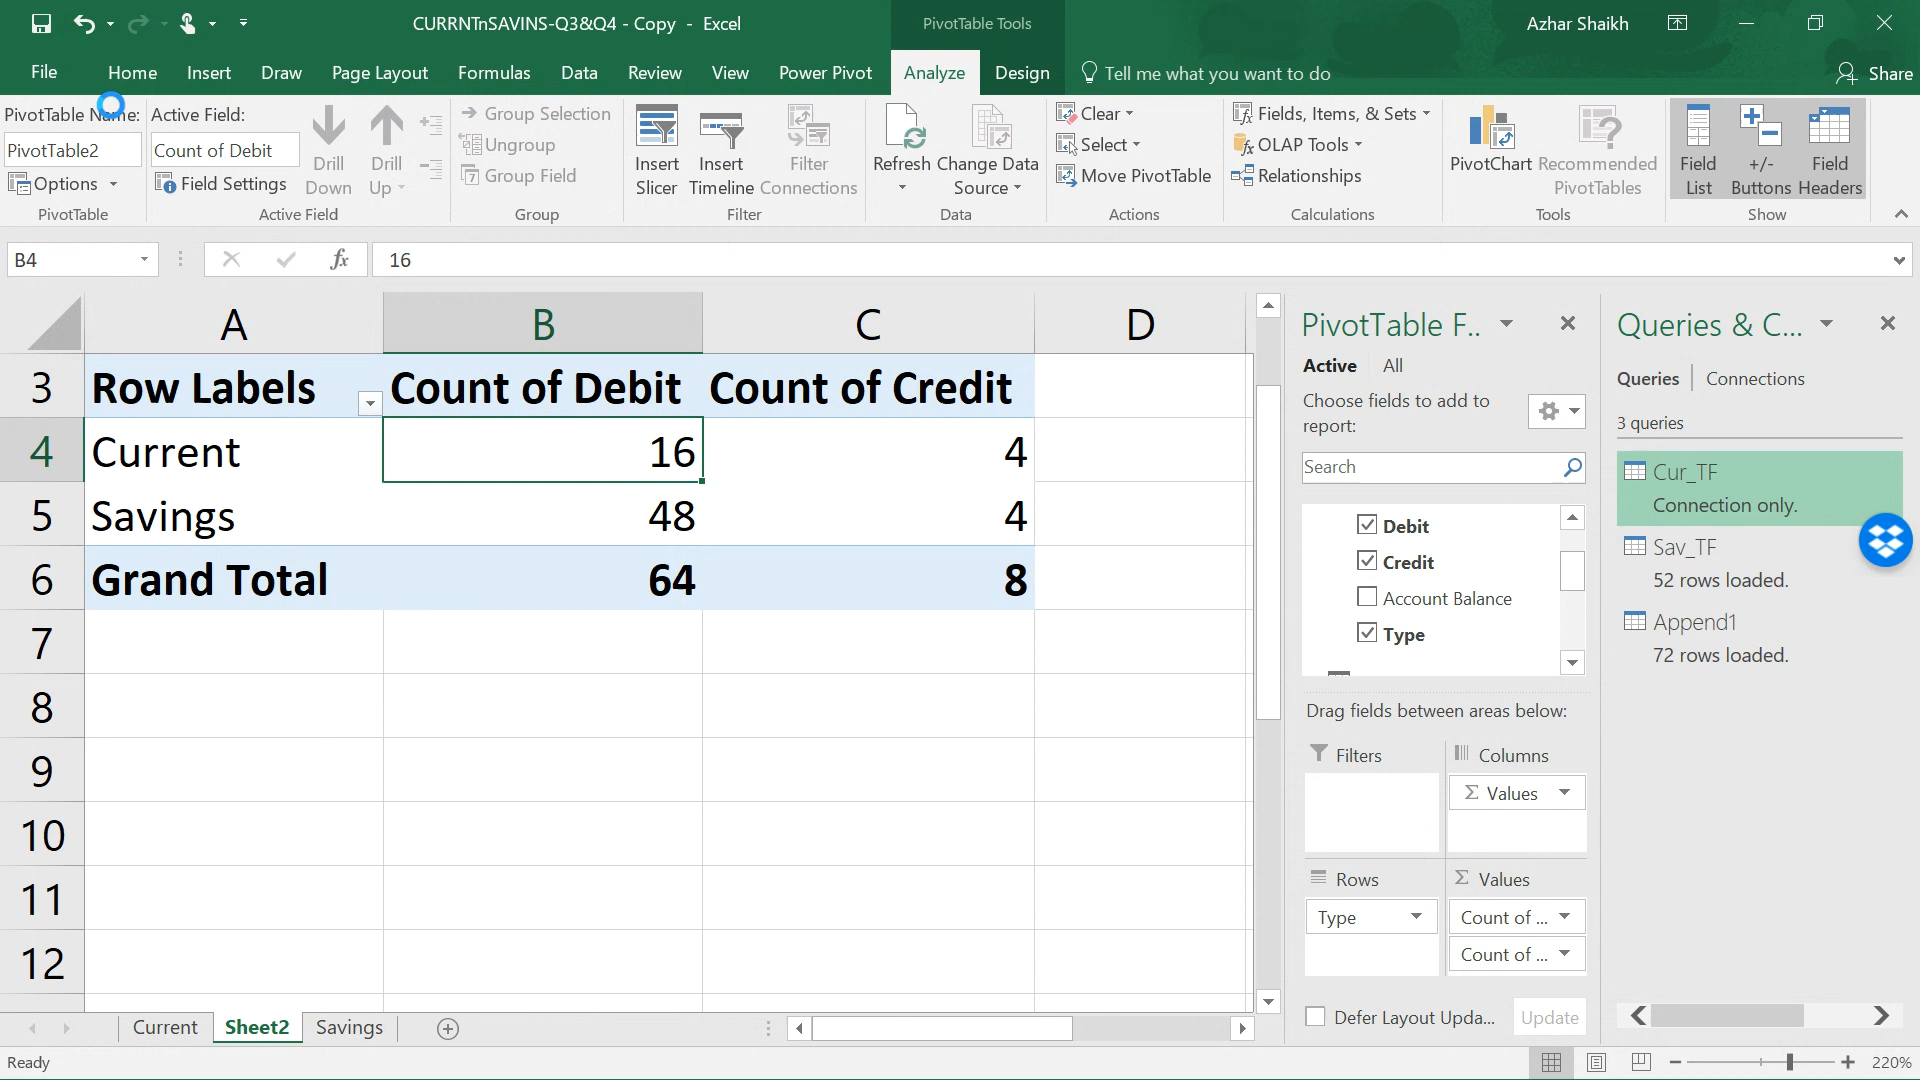 CURRNTnSAVINS-Q3&Q4 - Copy - Excel
PivotTable Tools
Azhar Shaikh
File
Home
Insert
Draw
Page Layout
Formulas
Data
Review
View
Power Pivot
Analyze
Design
Tell me what you want to do
Share
PivotTable Name:
PivotTable2
Options
PivotTable
Active Field:
Count of Debit
Field Settings
Drill Down
Drill Up
Active Field
Group Selection
Ungroup
Group Field
Group
Insert Slicer
Insert Timeline
Filter Connections
Filter
Refresh
Change Data Source
Data
Clear
Select
Move PivotTable
Actions
Fields, Items, & Sets
OLAP Tools
Relationships
Calculations
PivotChart
Recommended PivotTables
Tools
Field List
+/- Buttons
Field Headers
Show
B4
fx
16
A B C D
3 Row Labels Count of Debit Count of Credit
4 Current 16 4
5 Savings 48 4
6 Grand Total 64 8
7
8
9
10
11
12
PivotTable F..
Active
All
Choose fields to add to
report:
Search
Debit
Credit
Account Balance
Type
Drag fields between areas below:
Filters
Columns
Σ Values
Rows
Σ Values
Type
Count of ...
Count of ...
Defer Layout Upda...
Update
Queries & C...
Queries
Connections
3 queries
Cur_TF
Connection only.
Sav_TF
52 rows loaded.
Append1
72 rows loaded.
Current
Sheet2
Savings
Ready
220%